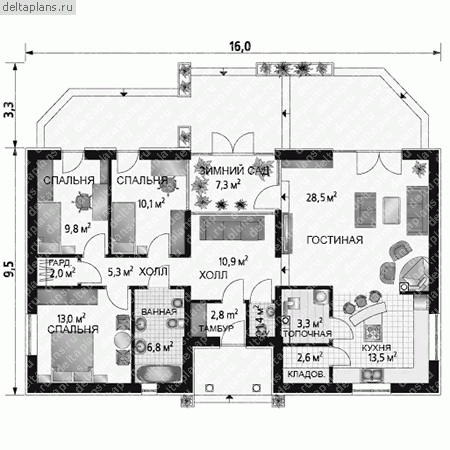 deltaplans.ru
16,0
3,3
9,5
СПАЛЬНЯ
9,8 м²
СПАЛЬНЯ
10,1 м²
ЗИМНИЙ САД
7,3 м²
28,5 м²
ГОСТИНАЯ
ГАРД.
2,0 м²
5,3 м²
ХОЛЛ
10,9 м²
ХОЛЛ
13,0 м²
СПАЛЬНЯ
ВАННАЯ
6,8 м²
2,8 м²
ТАМБУР
1,4 м²
3,3 м²
ТОПОЧНАЯ
2,6 м²
КЛАДОВ.
КУХНЯ
13,5 м²